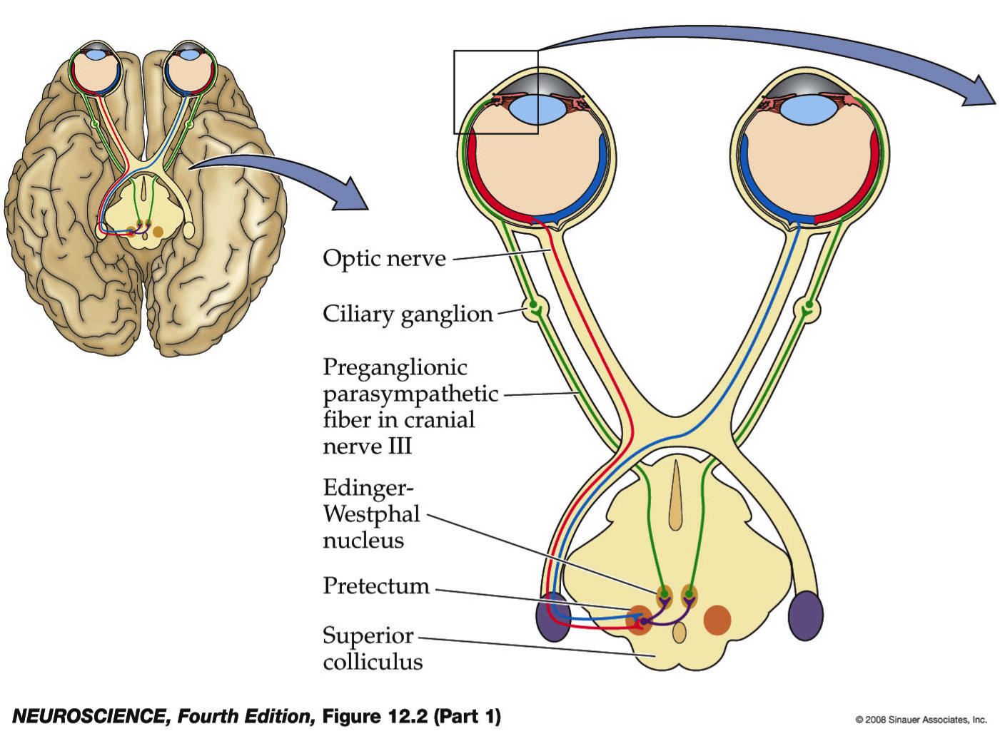 Optic nerve
Ciliary ganglion
Preganglionic
parasympathetic
fiber in cranial
nerve III
Edinger-
Westphal
nucleus
Pretectum
Superior
colliculus
NEUROSCIENCE, Fourth Edition, Figure 12.2 (Part 1)
© 2008 Sinauer Associates, Inc.